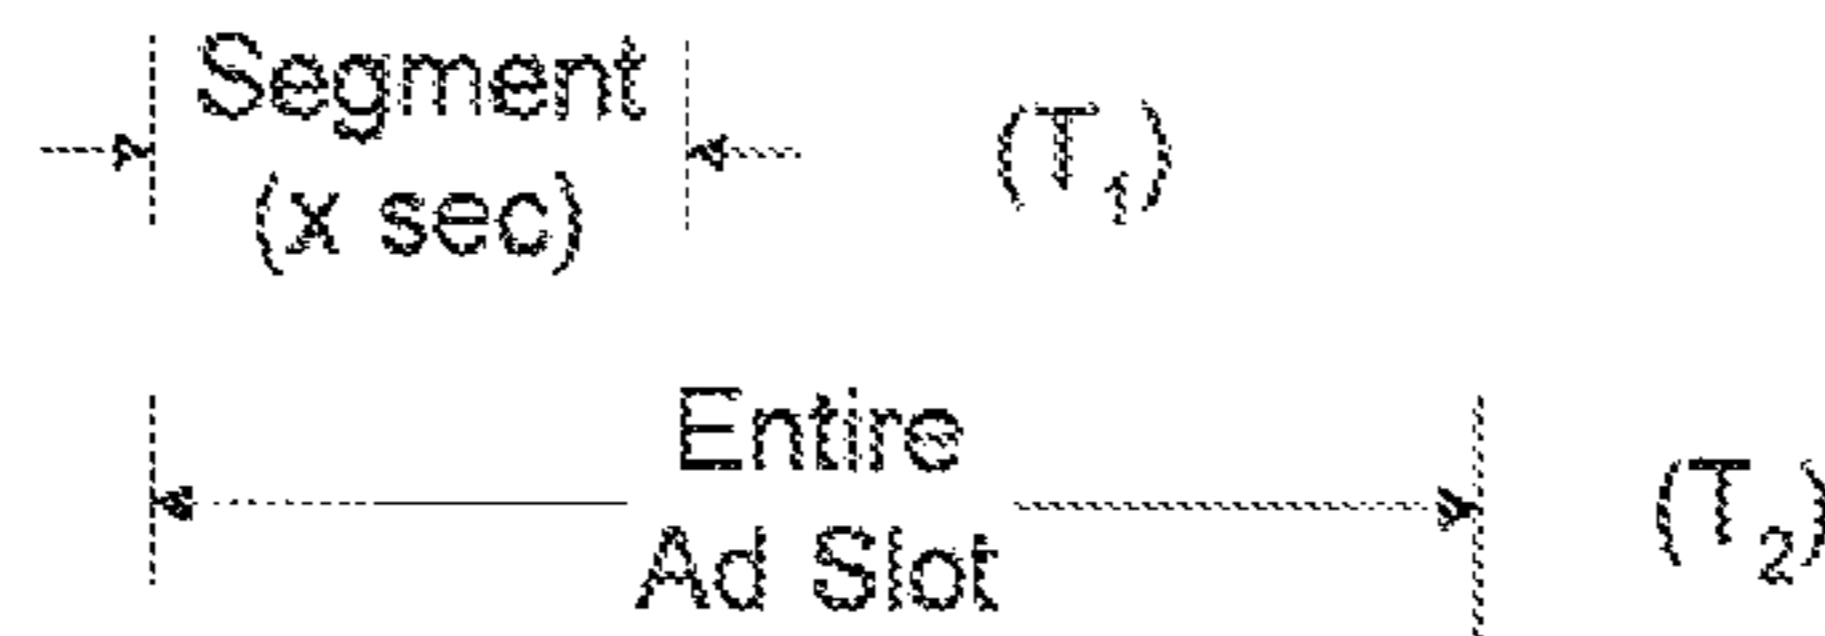 Segment
(x sec)
(T₁)
Entire
Ad Slot
(T₂)